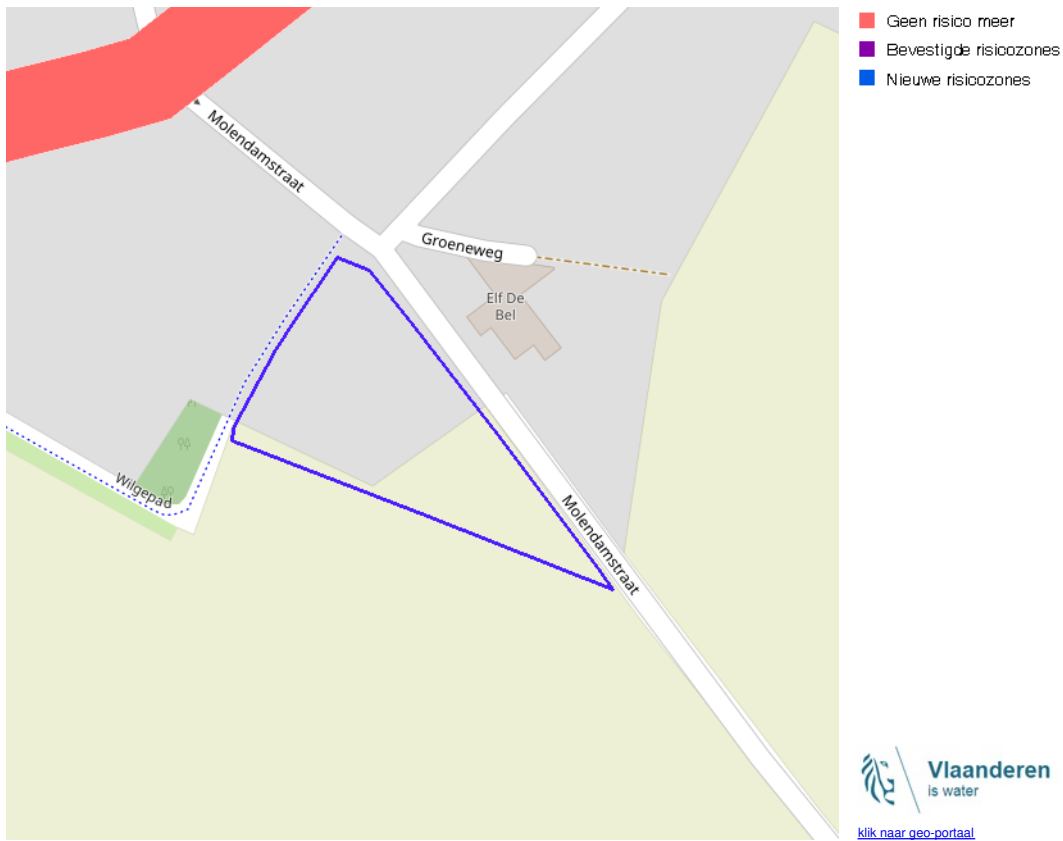 Geen risico meer
Bevestigde risicozones
Nieuwe risicozones
Molendamstraat
Groeneweg
Elf De
Bel
Wilgepad
Molendamstraat
Vlaanderen
is water
klik naar geo-portaal